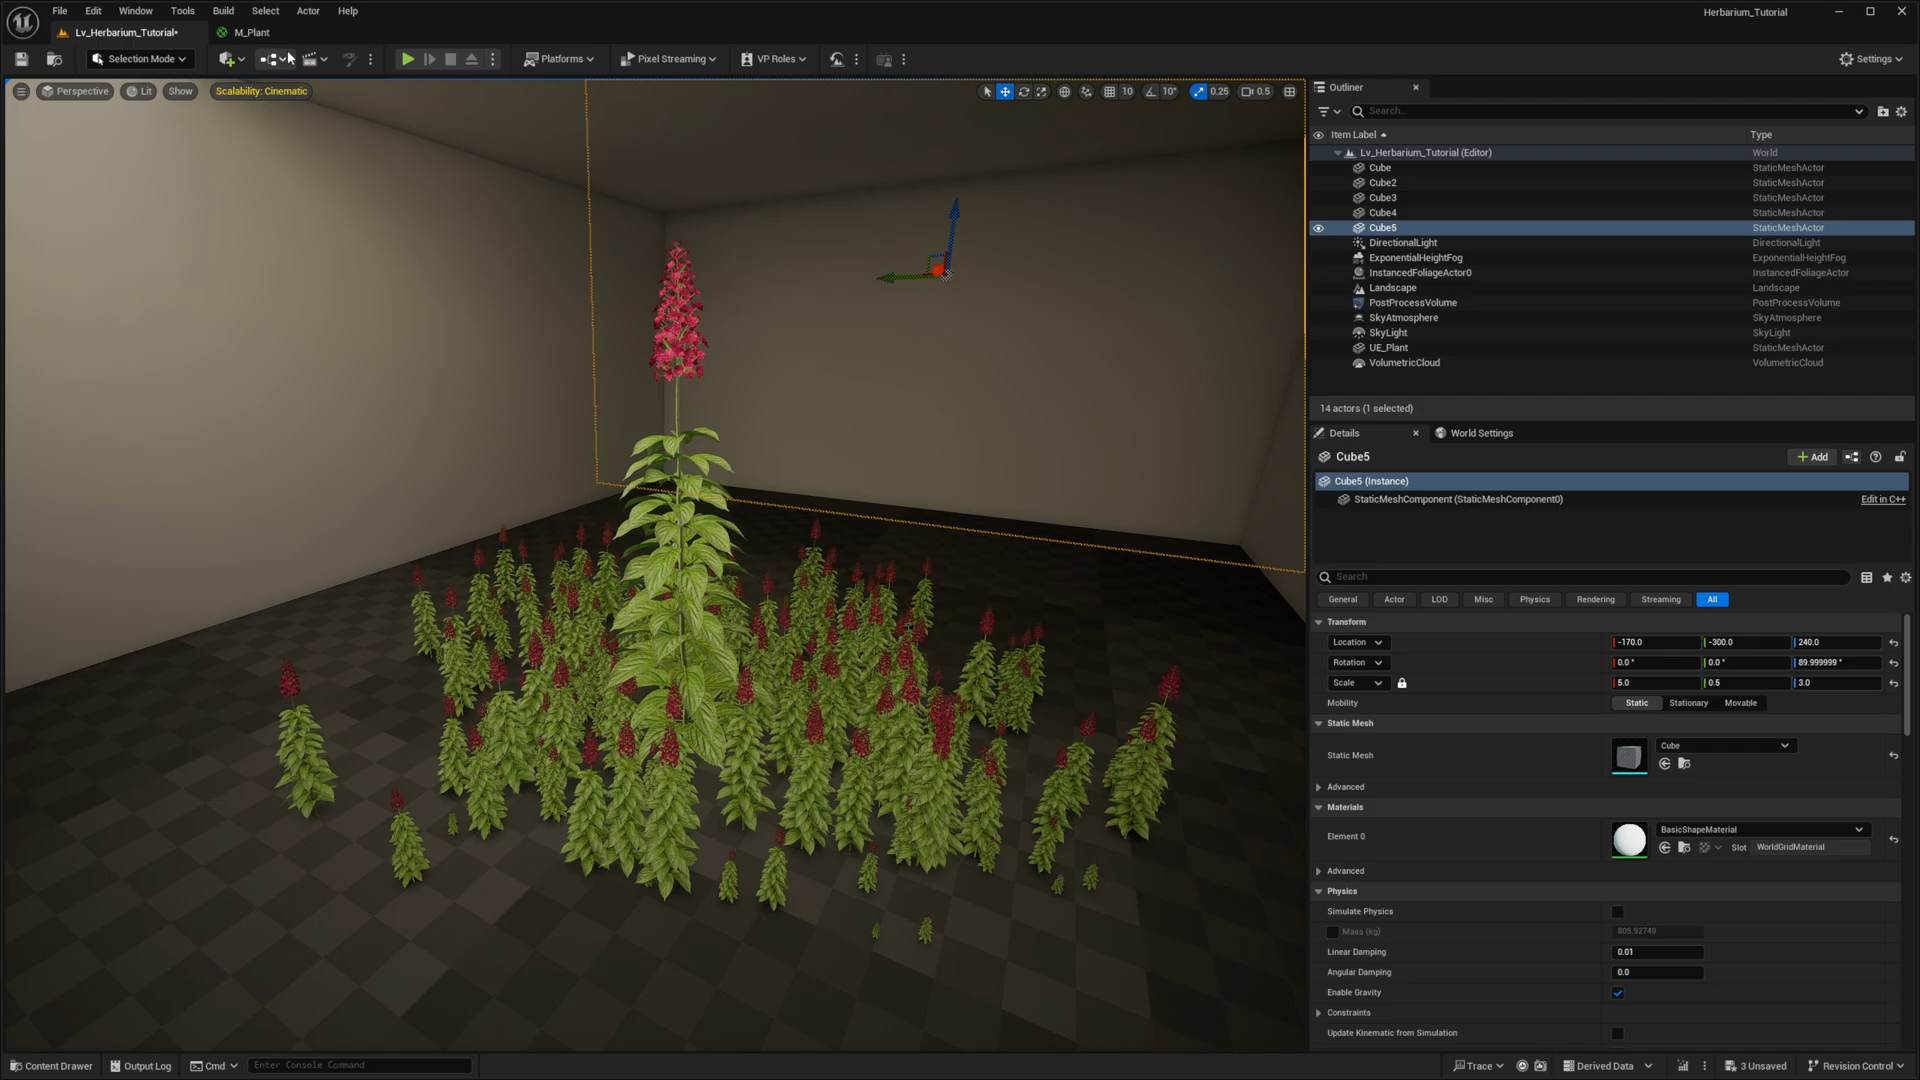 File Edit Window Tools Build Select Actor Help
Herbarium_Tutorial
Lv_Herbarium_Tutorial•
M_Plant
Selection Mode
Platforms
Pixel Streaming
VP Roles
Settings
Perspective
Lit
Show
Scalability: Cinematic
10
10°
0.25
0.5
Outliner
Search...
Item Label
Type
Lv_Herbarium_Tutorial (Editor) World
Cube StaticMeshActor
Cube2 StaticMeshActor
Cube3 StaticMeshActor
Cube4 StaticMeshActor
Cube5 StaticMeshActor
DirectionalLight DirectionalLight
ExponentialHeightFog ExponentialHeightFog
InstancedFoliageActor0 InstancedFoliageActor
Landscape Landscape
PostProcessVolume PostProcessVolume
SkyAtmosphere SkyAtmosphere
SkyLight SkyLight
UE_Plant StaticMeshActor
VolumetricCloud VolumetricCloud
14 actors (1 selected)
Details
World Settings
Cube5
Add
Cube5 (Instance)
StaticMeshComponent (StaticMeshComponent0) Edit in C++
Search
General Actor LOD Misc Physics Rendering Streaming All
Transform
Location -170.0 -300.0 240.0
Rotation 0.0° 0.0° 89.999999°
Scale 5.0 0.5 3.0
Mobility Static Stationary Movable
Static Mesh
Static Mesh Cube
Advanced
Materials
Element 0 BasicShapeMaterial
Slot WorldGridMaterial
Advanced
Physics
Simulate Physics
Mass (kg) 805.92749
Linear Damping 0.01
Angular Damping 0.0
Enable Gravity
Constraints
Update Kinematic from Simulation
Content Drawer
Output Log
Cmd
Enter Console Command
Trace
Derived Data
3 Unsaved
Revision Control